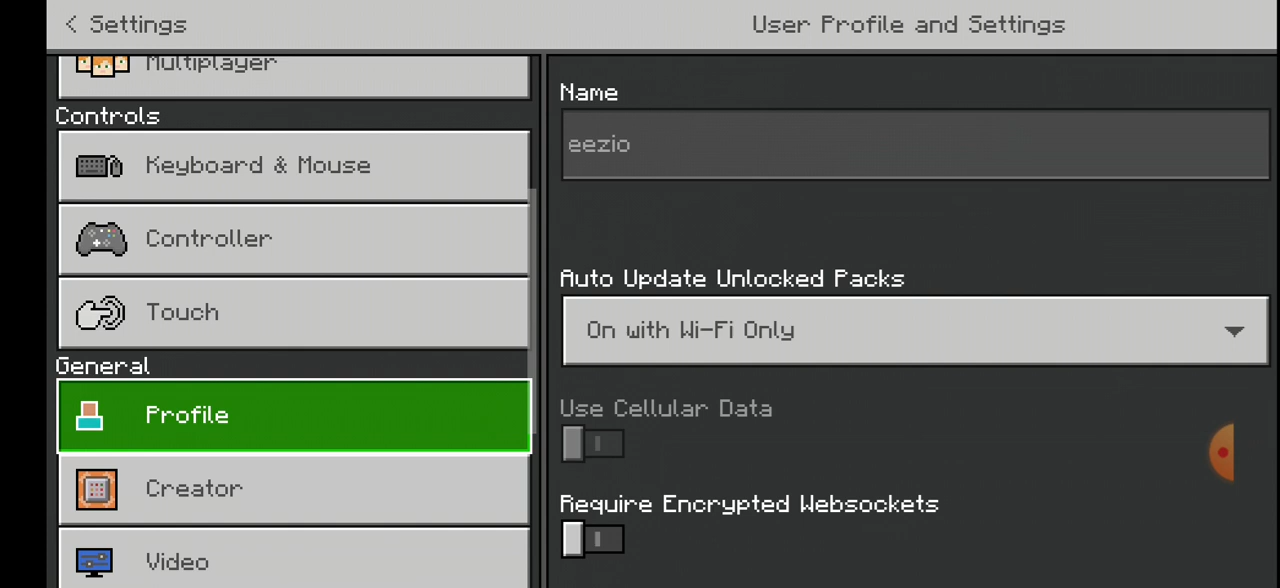 < Settings
User Profile and Settings
Multiplayer
Controls
Keyboard & Mouse
Controller
Touch
General
Profile
Creator
Video
Name
eezio
Auto Update Unlocked Packs
On with Wi-Fi Only
Use Cellular Data
Require Encrypted Websockets